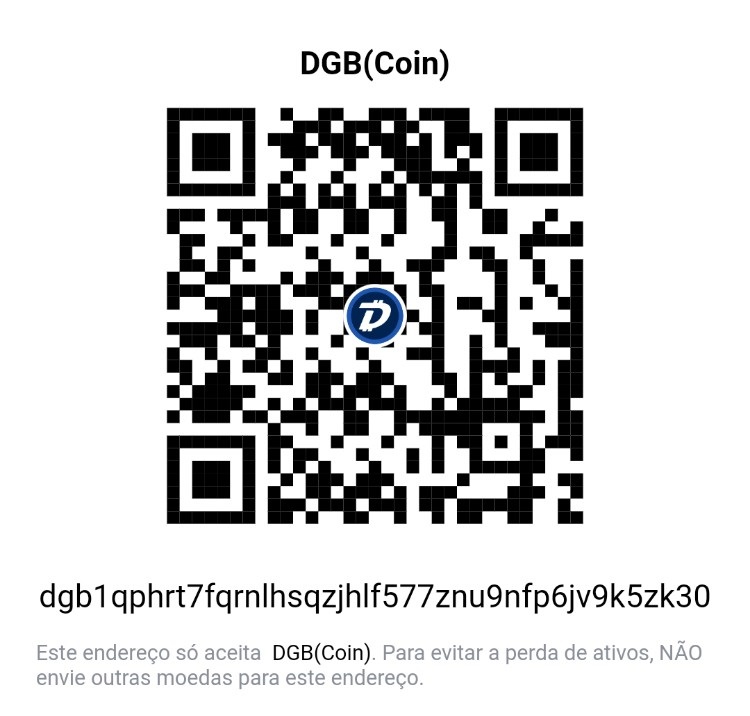 DGB(Coin)
dgb1qphrt7fqrnlhsqzjhlf577znu9nfp6jv9k5zk30
Este endereço só aceita DGB(Coin). Para evitar a perda de ativos, NÃO
envie outras moedas para este endereço.